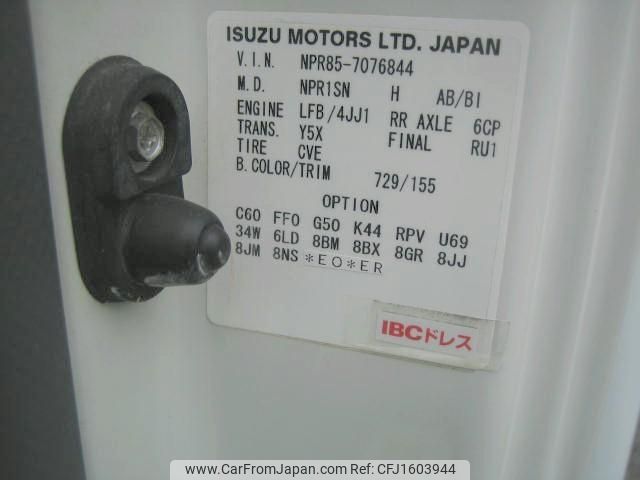 ISUZU MOTORS LTD. JAPAN
V.I.N. NPR85-7076844
M.D. NPR1SN H AB/BI
ENGINE LFB/4JJ1 RR AXLE 6CP
TRANS. Y5X FINAL RU1
TIRE CVE
B.COLOR/TRIM 729/155
OPTION
C60 FF0 G50 K44 RPV U69
34W 6LD 8BM 8BX 8GR 8JJ
8JM 8NS *EO*ER
IBCドレス
www.CarFromJapan.com - CFJ1603944